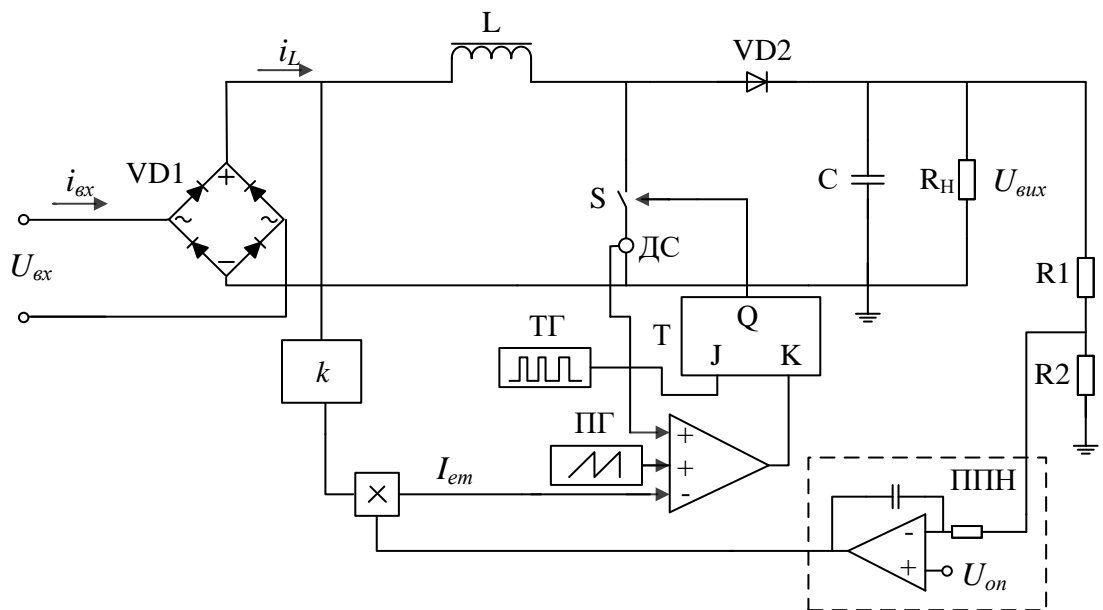 L
i_L
VD2
VD1
+
i_вх
~
~
S
C
R_Н
U_вих
ДС
−
U_вх
R1
ТГ
T
Q
J
K
k
R2
ПГ
+
+
I_ет
-
×
ППН
-
+
U_оп